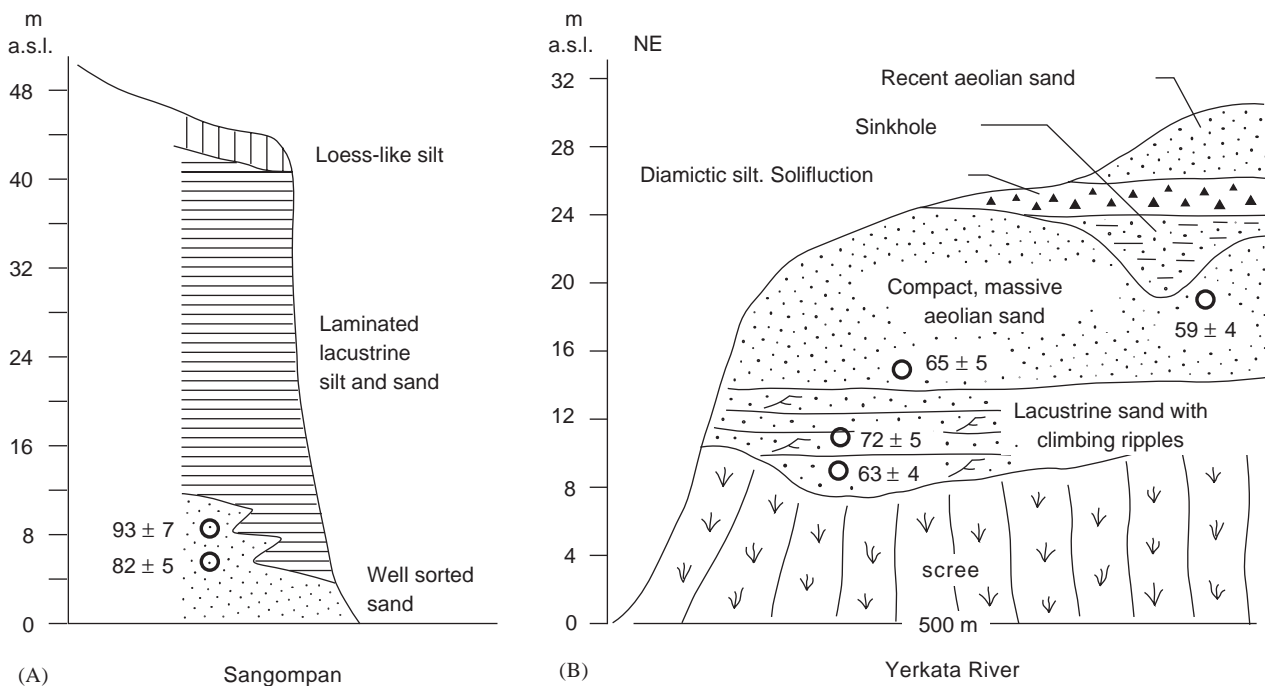 m
a.s.l.
48
40
32
24
16
8
0
Loess-like silt
Laminated
lacustrine
silt and sand
93 ± 7
82 ± 5
Well sorted
sand
(A)
Sangompan
m
a.s.l.
NE
32
28
24
20
16
12
8
4
0
Recent aeolian sand
Sinkhole
Diamictic silt. Solifluction
Compact, massive
aeolian sand
59 ± 4
65 ± 5
Lacustrine sand with
climbing ripples
72 ± 5
63 ± 4
scree
500 m
(B)
Yerkata River